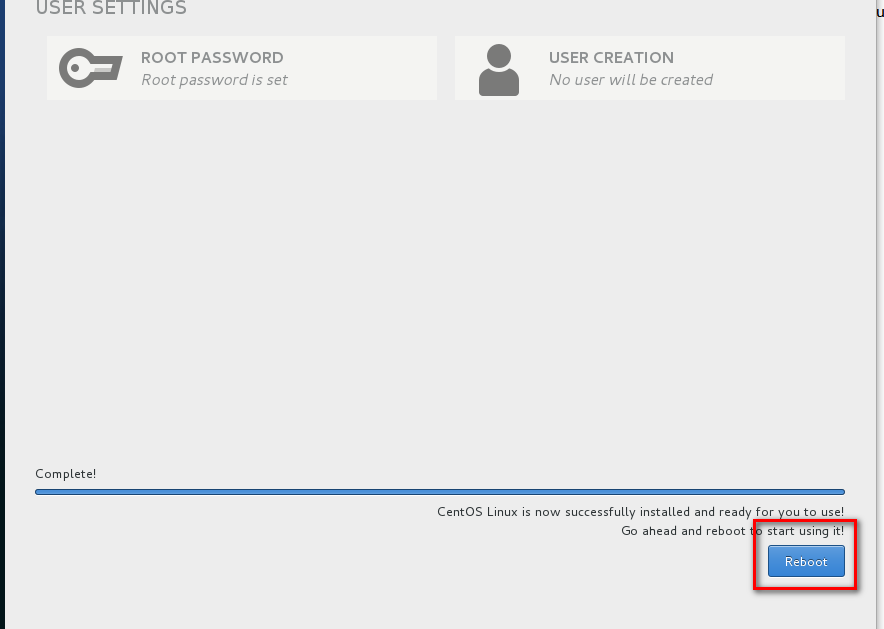 USER SETTINGS
ROOT PASSWORD
Root password is set
USER CREATION
No user will be created
Complete!
CentOS Linux is now successfully installed and ready for you to use!
Go ahead and reboot to start using it!
Reboot